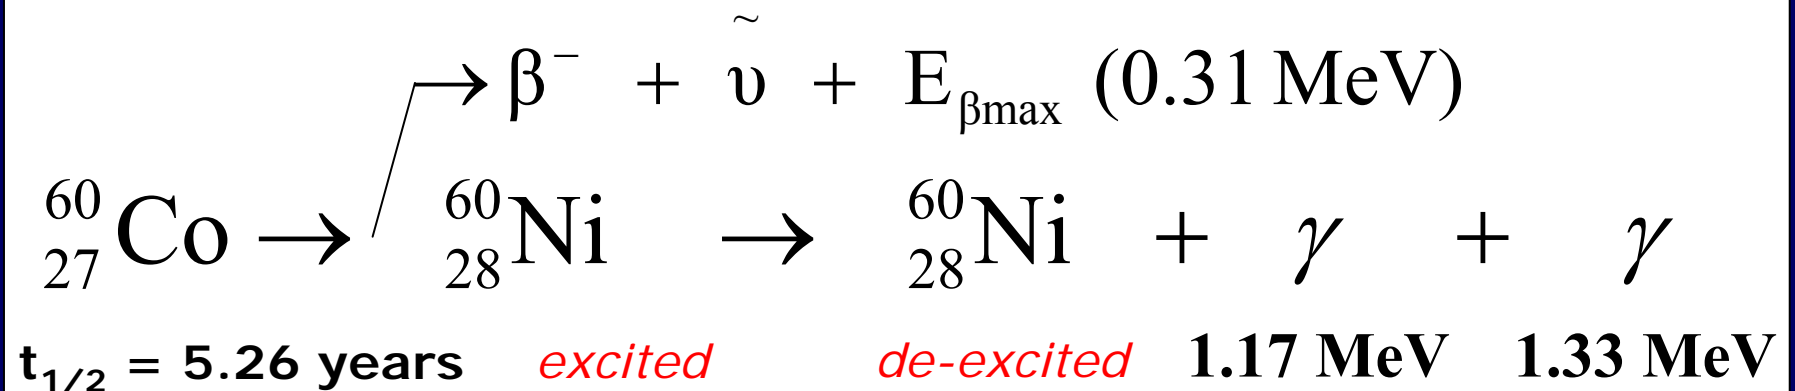 β⁻ + υ̃ + E_βmax (0.31 MeV)
⁶⁰₂₇Co → ⁶⁰₂₈Ni → ⁶⁰₂₈Ni + γ + γ
t₁/₂ = 5.26 years excited de-excited 1.17 MeV 1.33 MeV